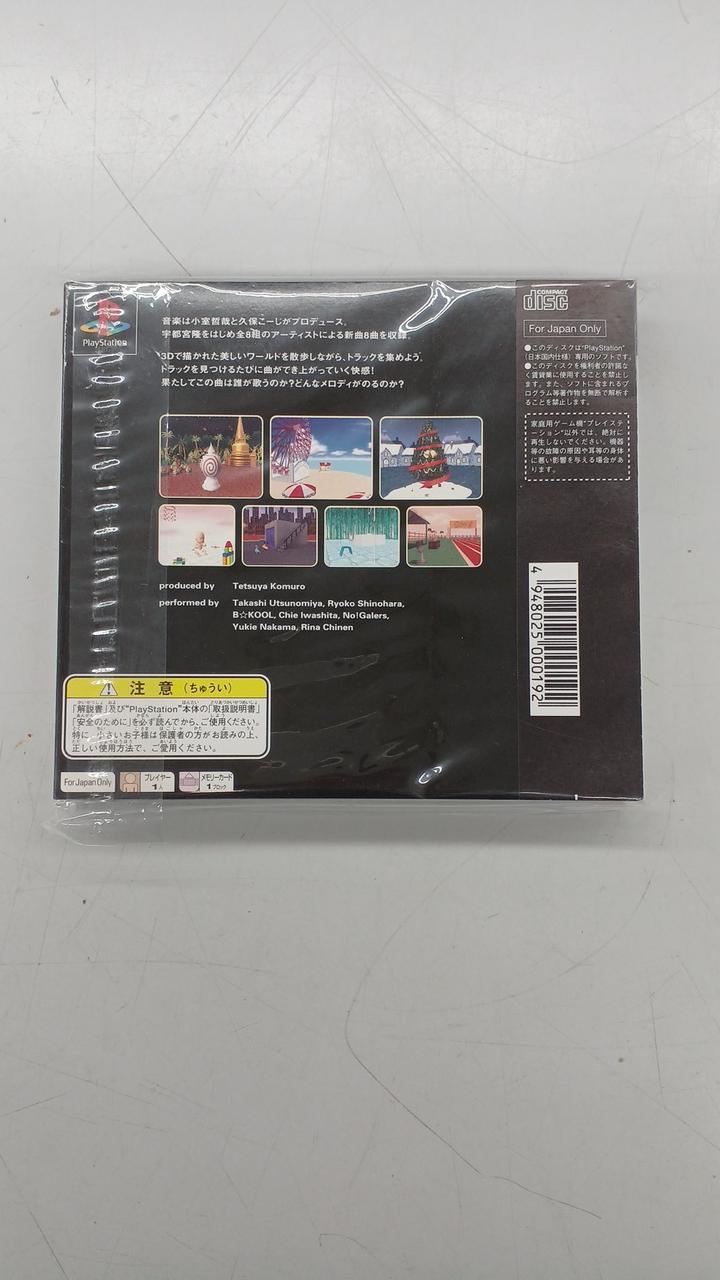 PlayStation
音楽は小室哲哉と久保こーじがプロデュース。
宇都宮隆をはじめ全8組のアーティストによる新曲8曲を収録。
3Dで描かれた美しいワールドを散歩しながら、トラックを集めよう。
トラックを見つけるたびに曲ができ上がっていく快感！
果たしてこの曲は誰が歌うのか？どんなメロディがのるのか？
produced by Tetsuya Komuro
performed by Takashi Utsunomiya, Ryoko Shinohara,
B☆KOOL, Chie Iwashita, No!Galers,
Yukie Nakama, Rina Chinen
注意（ちゅうい）
「解説書」及び"PlayStation"本体の「取扱説明書」
「安全のために」を必ず読んでから、ご使用ください。
特に、小さいお子様は保護者の方がお読みの上、
正しい使用方法で、ご愛用ください。
For Japan Only
プレイヤー
1人
メモリーカード
1ブロック
COMPACT
disc
For Japan Only
●このディスクは"PlayStation"
（日本国内仕様）専用のソフトです。
●このディスクを権利者の許諾な
く賃貸業に使用することを禁止し
ます。また、ソフトに含まれるプ
ログラム等著作物を無断で解析す
ることを禁止します。
家庭用ゲーム機"プレイステ
ーション"以外では、絶対に
再生しないでください。機器
等の故障の原因や耳等の身体
に悪い影響を与える場合があ
ります。
4 948025 000192